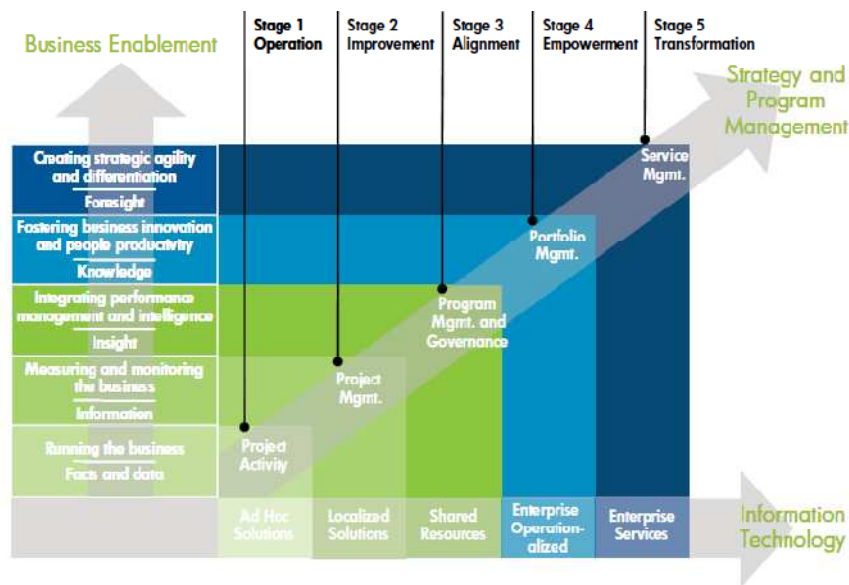 Business Enablement
Stage 1
Operation
Stage 2
Improvement
Stage 3
Alignment
Stage 4
Empowerment
Stage 5
Transformation
Strategy and
Program
Management
Creating strategic agility
and differentiation
Foresight
Service
Mgmt.
Fostering business innovation
and people productivity
Knowledge
Portfolio
Mgmt.
Integrating performance
management and intelligence
Insight
Program
Mgmt. and
Governance
Measuring and monitoring
the business
Information
Project
Mgmt.
Running the business
Facts and data
Project
Activity
Ad Hoc
Solutions
Localized
Solutions
Shared
Resources
Enterprise
Operation-
alized
Enterprise
Services
Information
Technology